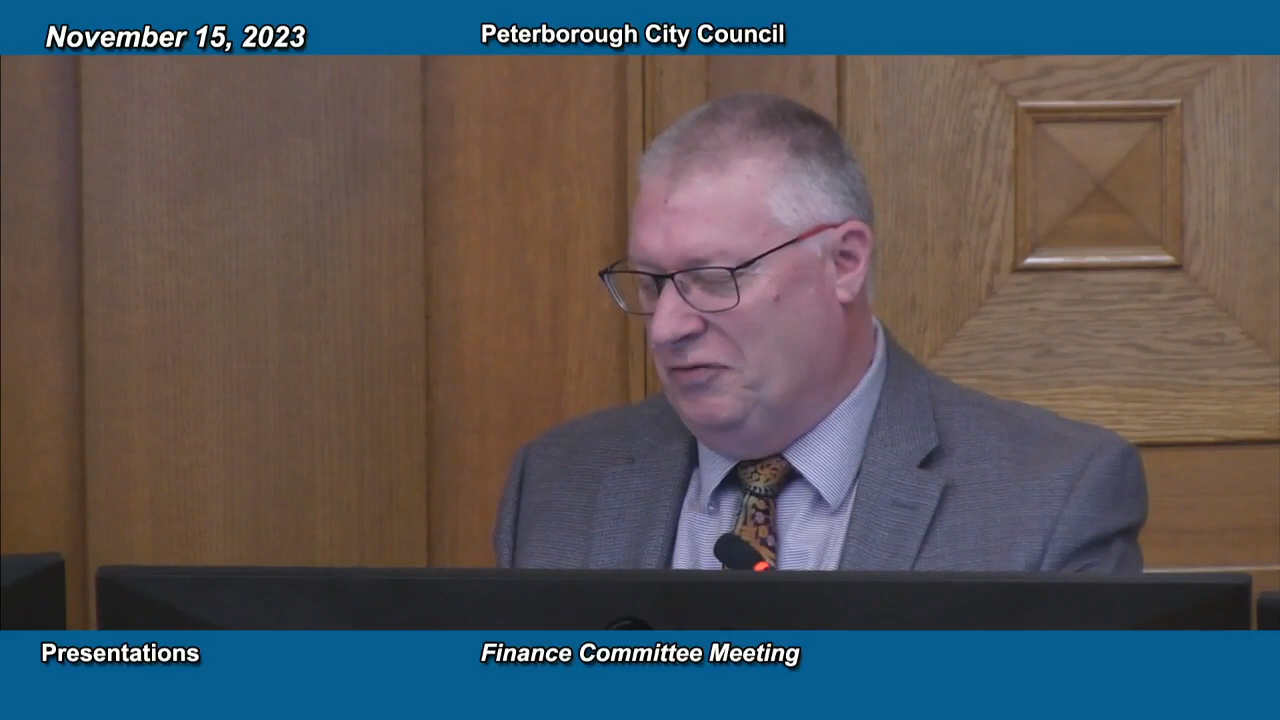 November 15, 2023
Peterborough City Council
Presentations
Finance Committee Meeting